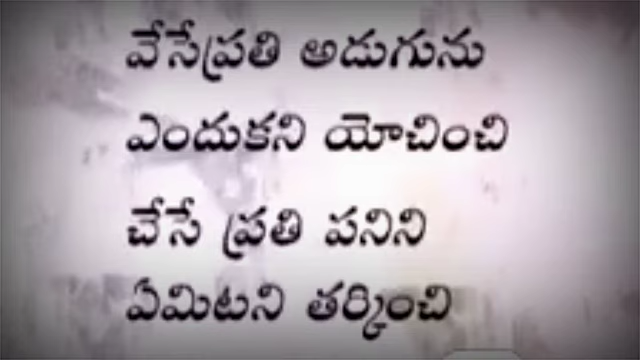 వేసేప్రతి అడుగును
ఎందుకని యోచించి
చేసే ప్రతి పనిని
ఏమిటని తర్కించి